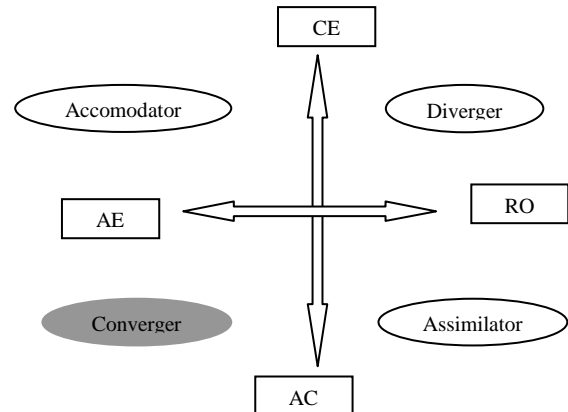 CE
Accomodator
Diverger
AE
RO
Converger
Assimilator
AC